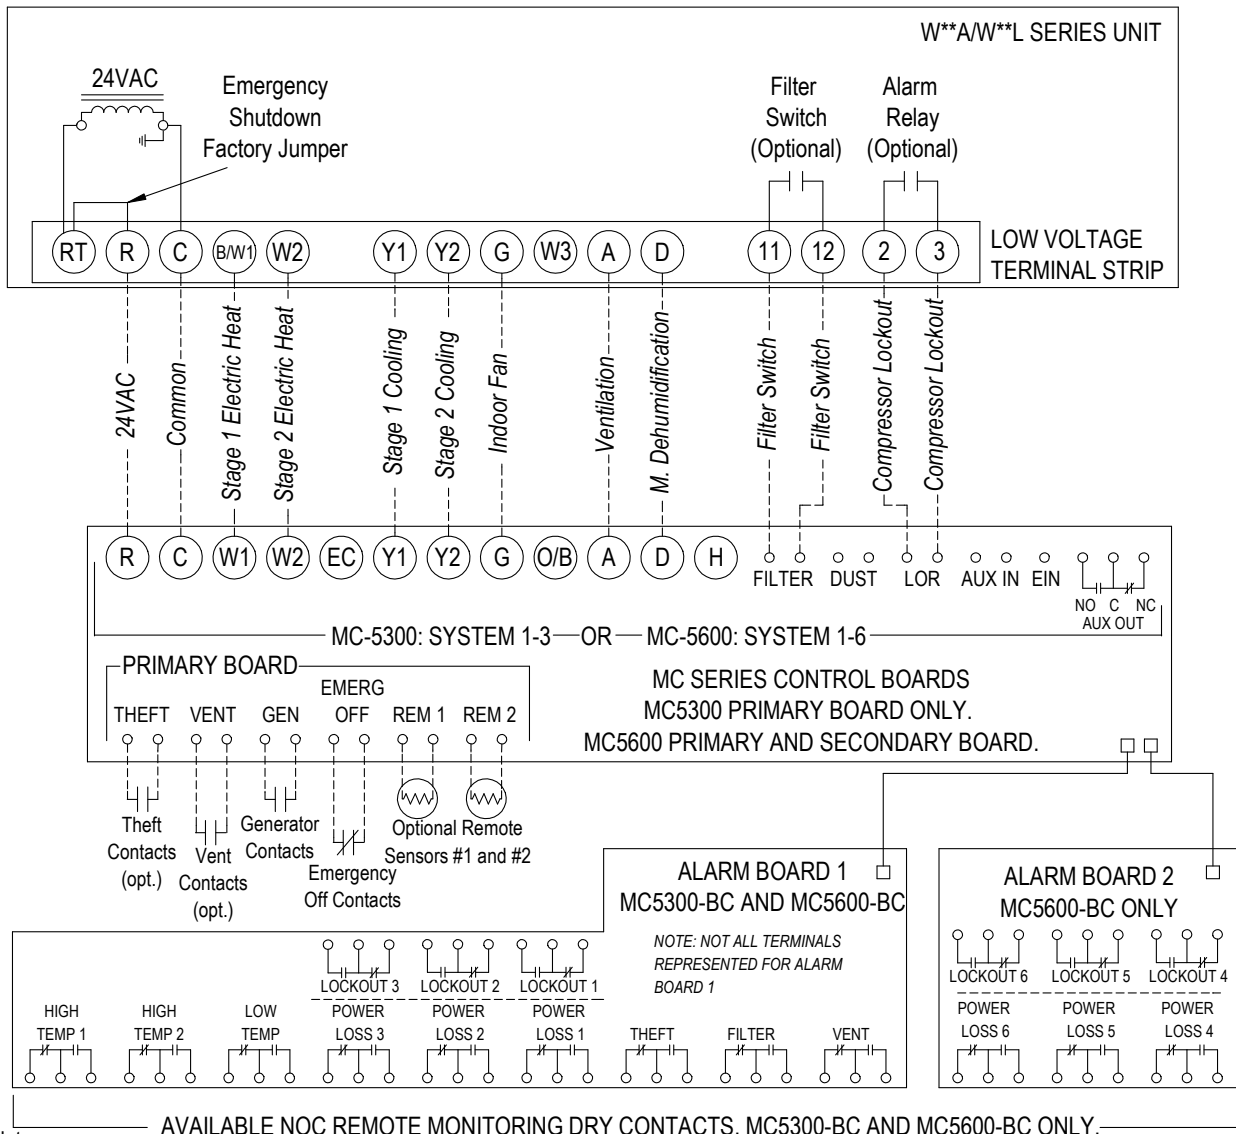 W**A/W**L SERIES UNIT
24VAC
Emergency
Shutdown
Factory Jumper
Filter
Switch
(Optional)
Alarm
Relay
(Optional)
RT R C B/W1 W2 Y1 Y2 G W3 A D 11 12 2 3
LOW VOLTAGE
TERMINAL STRIP
24VAC
Common
Stage 1 Electric Heat
Stage 2 Electric Heat
Stage 1 Cooling
Stage 2 Cooling
Indoor Fan
Ventilation
M. Dehumidification
Filter Switch
Filter Switch
Compressor Lockout
Compressor Lockout
R C W1 W2 EC Y1 Y2 G O/B A D H
FILTER DUST LOR AUX IN EIN
NO C NC
AUX OUT
MC-5300: SYSTEM 1-3 OR MC-5600: SYSTEM 1-6
PRIMARY BOARD
MC SERIES CONTROL BOARDS
MC5300 PRIMARY BOARD ONLY.
MC5600 PRIMARY AND SECONDARY BOARD.
THEFT VENT GEN
EMERG
OFF
REM 1 REM 2
Theft
Contacts
(opt.)
Vent
Contacts
(opt.)
Generator
Contacts
Emergency
Off Contacts
Optional Remote
Sensors #1 and #2
ALARM BOARD 1
MC5300-BC AND MC5600-BC
NOTE: NOT ALL TERMINALS
REPRESENTED FOR ALARM
BOARD 1
ALARM BOARD 2
MC5600-BC ONLY
LOCKOUT 3 LOCKOUT 2 LOCKOUT 1
LOCKOUT 6 LOCKOUT 5 LOCKOUT 4
HIGH
TEMP 1
HIGH
TEMP 2
LOW
TEMP
POWER
LOSS 3
POWER
LOSS 2
POWER
LOSS 1
THEFT
FILTER
VENT
POWER
LOSS 6
POWER
LOSS 5
POWER
LOSS 4
AVAILABLE NOC REMOTE MONITORING DRY CONTACTS. MC5300-BC AND MC5600-BC ONLY.